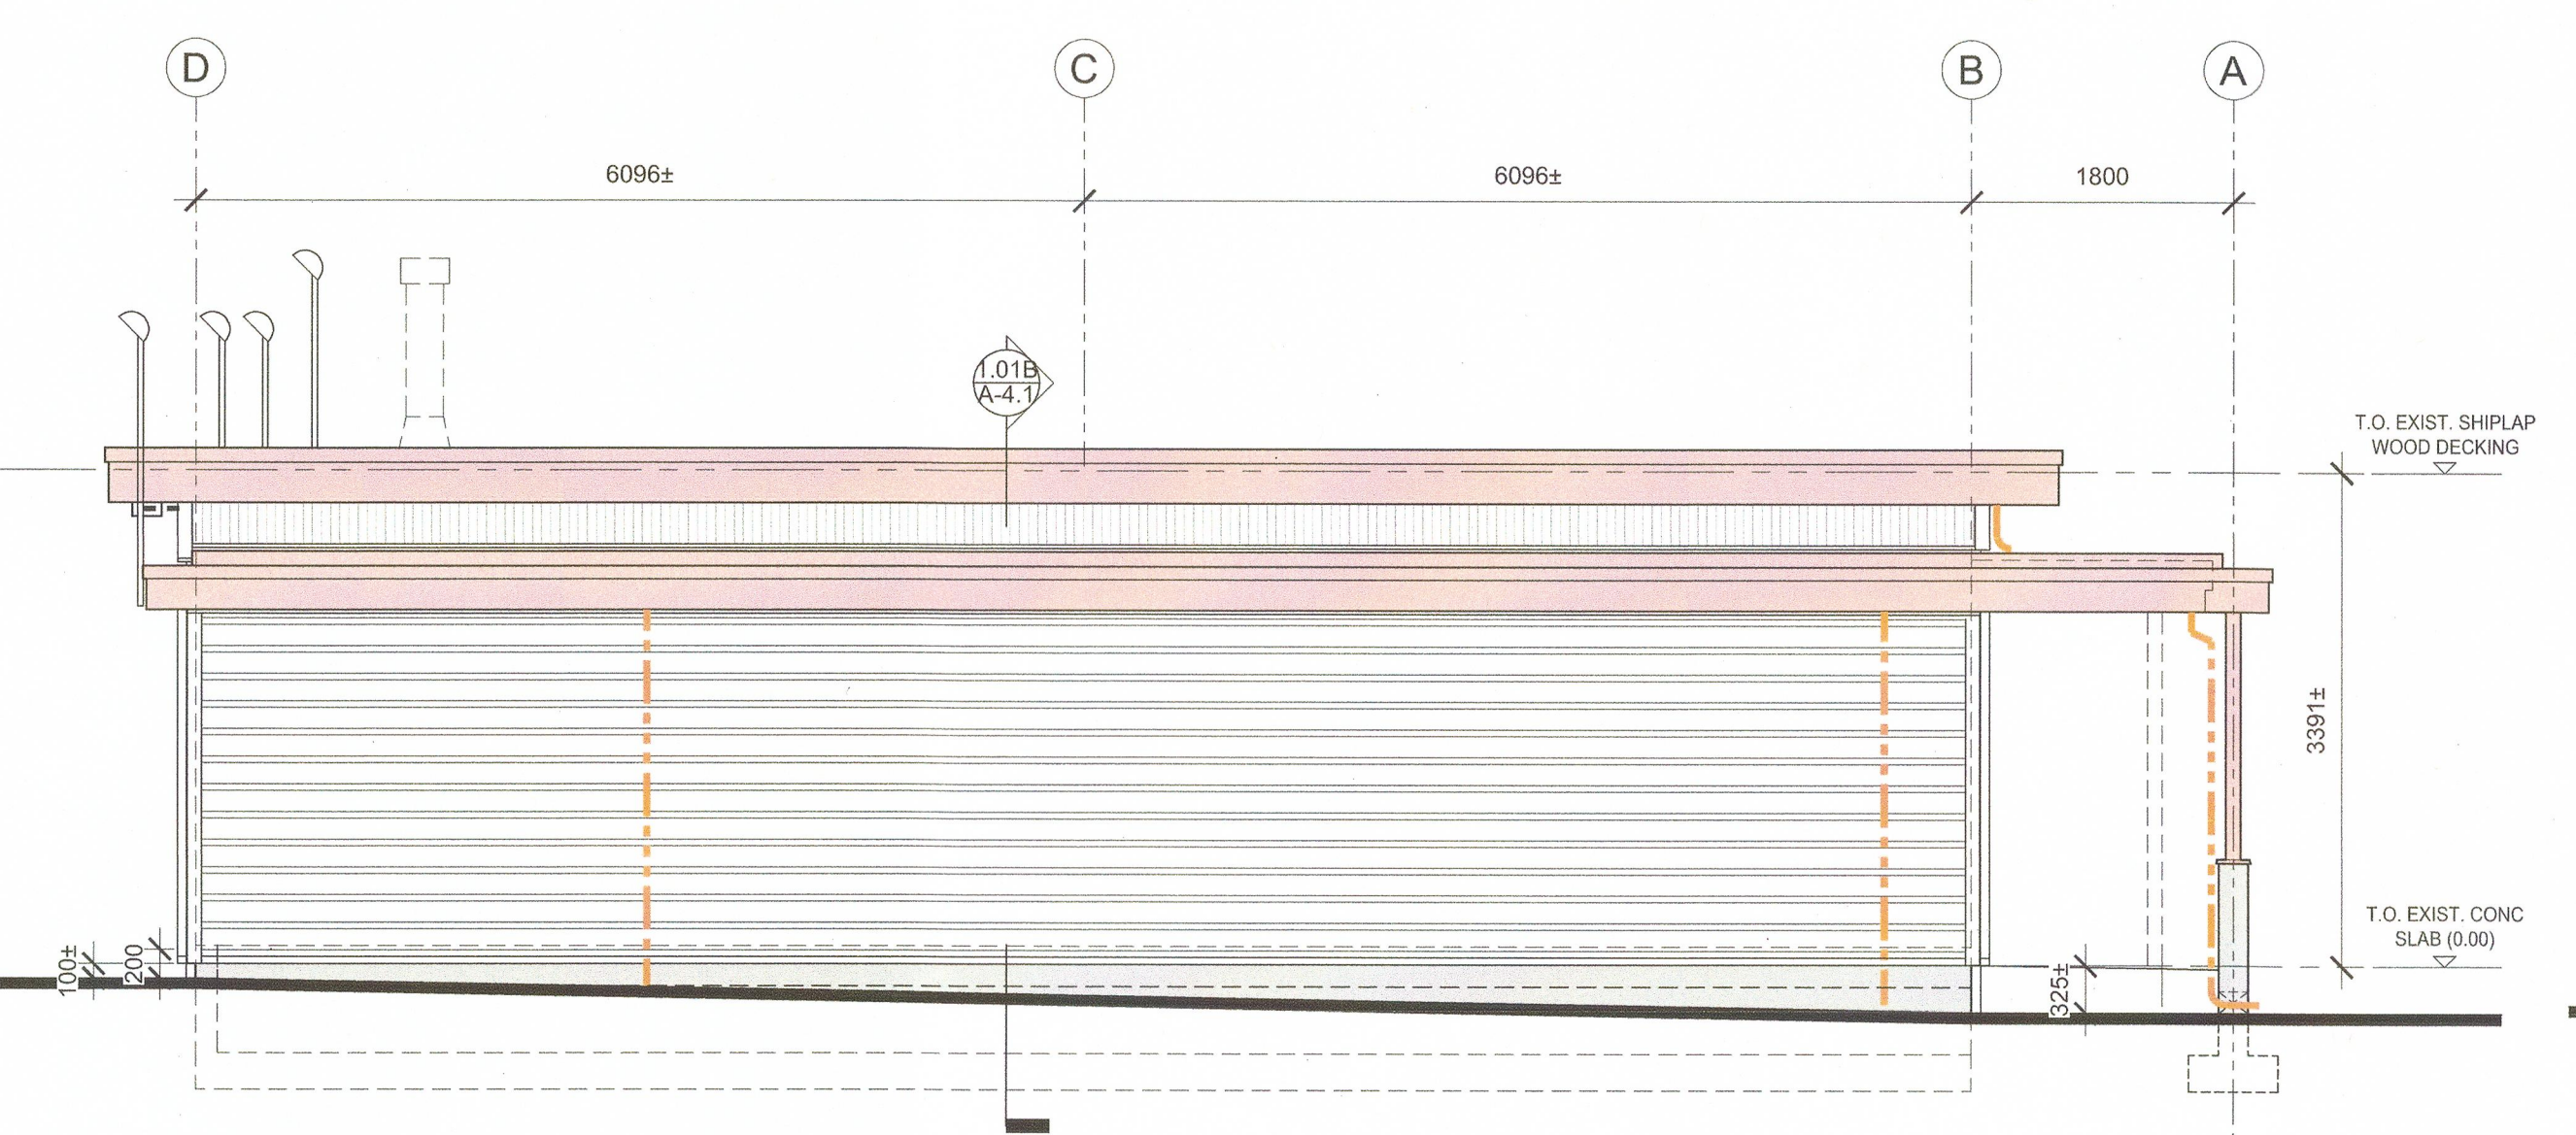 D C B A
6096± 6096± 1800
1.01B
A-4.1
T.O. EXIST. SHIPLAP
WOOD DECKING
3391±
T.O. EXIST. CONC
SLAB (0.00)
100±
200
325±